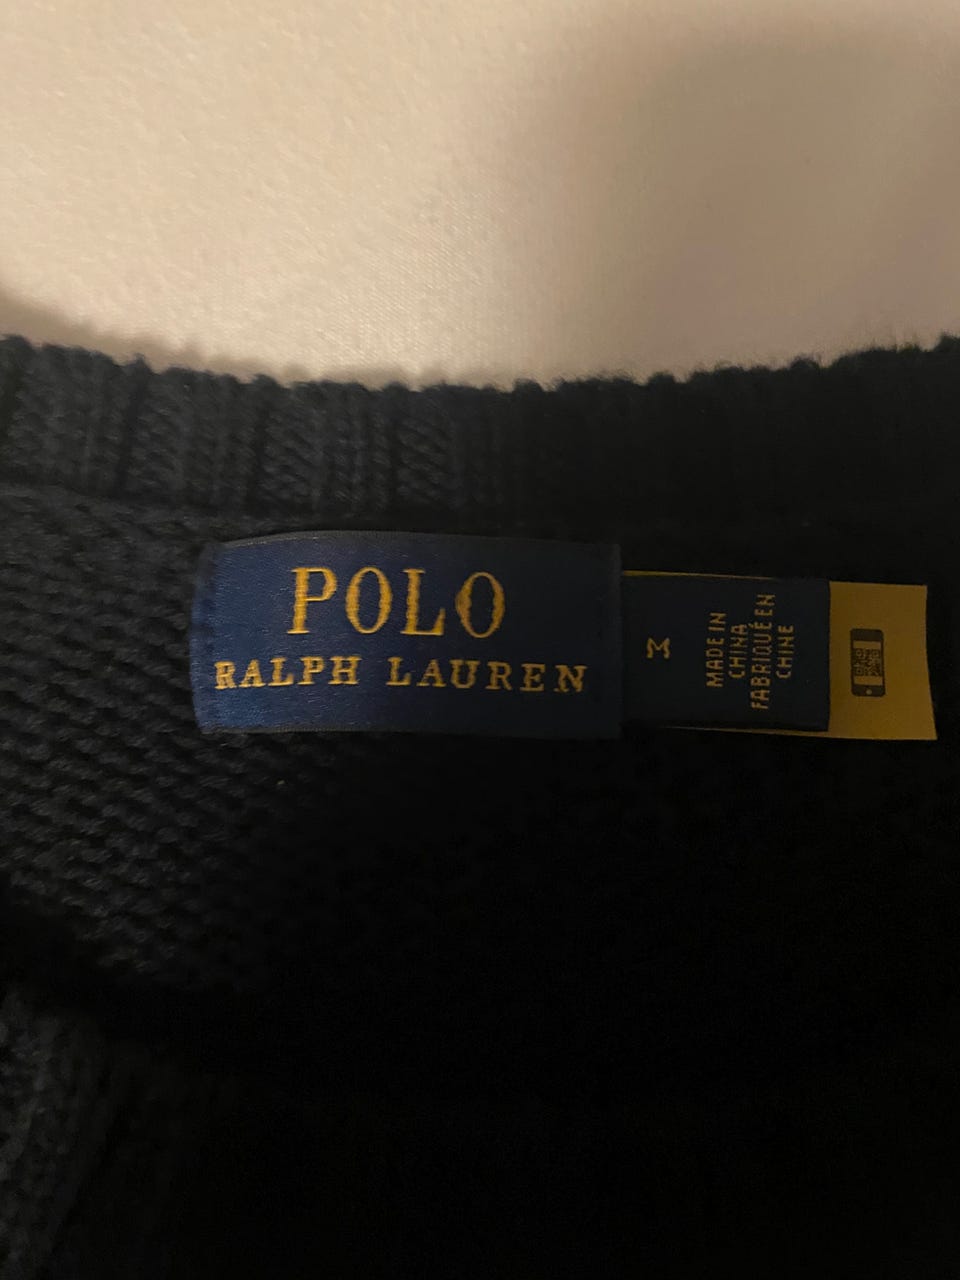 POLO
RALPH LAUREN
M
MADE IN
CHINA
FABRIQUÉ EN
CHINE